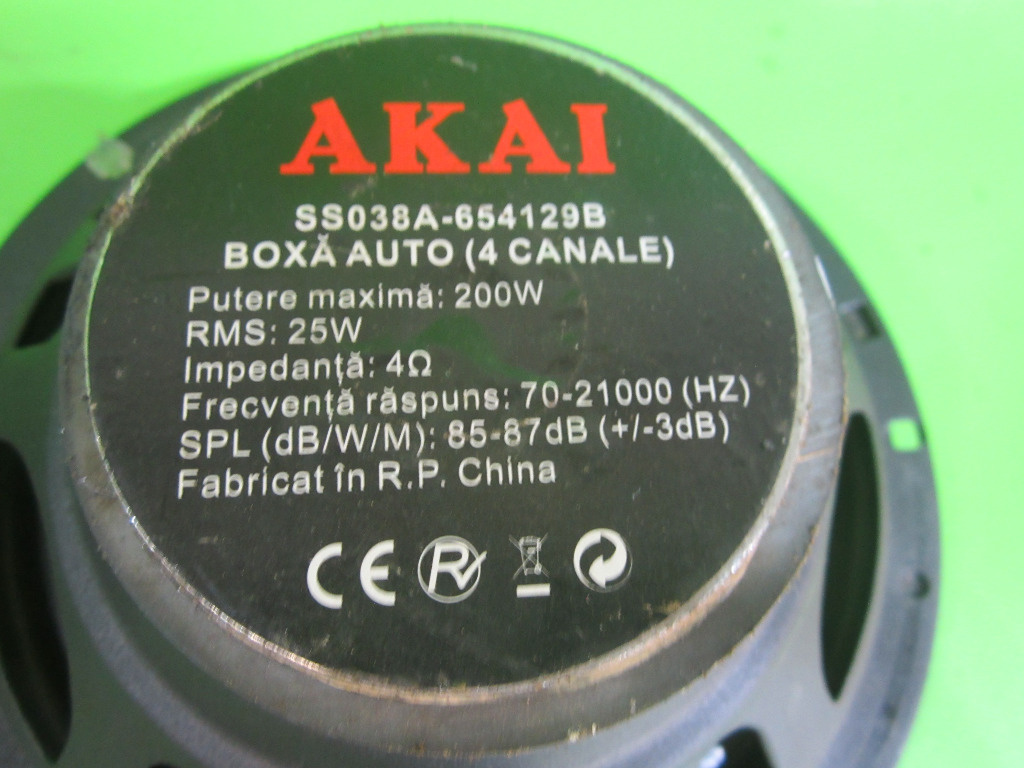 AKAI
SS038A-654129B
BOXĂ AUTO (4 CANALE)
Putere maximă: 200W
RMS: 25W
Impedanță: 4Ω
Frecvență răspuns: 70-21000 (HZ)
SPL (dB/W/M): 85-87dB (+/-3dB)
Fabricat în R.P. China
CE R